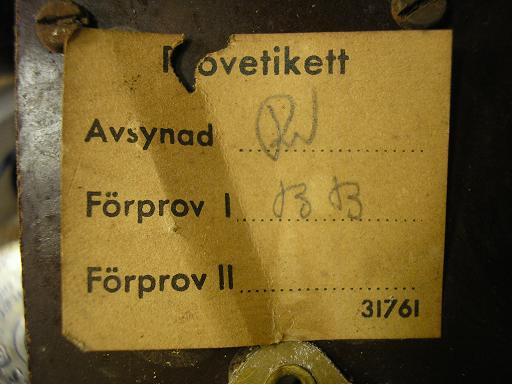 Provetikett
Avsynad
Förprov I
Förprov II
31761